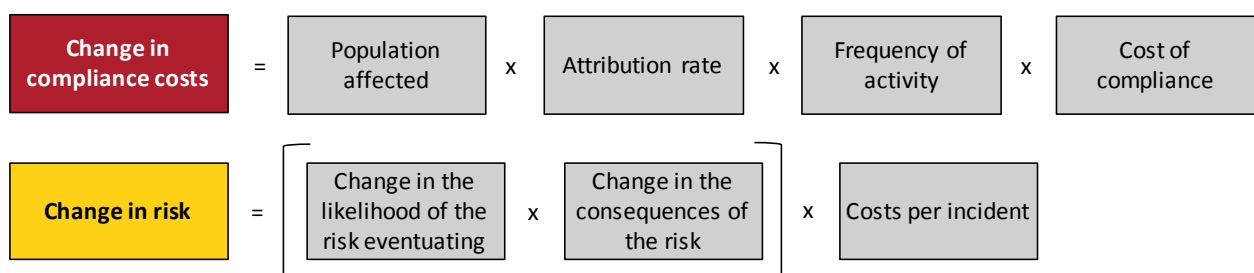 Change in
compliance costs
=
Population
affected
x
Attribution rate
x
Frequency of
activity
x
Cost of
compliance
Change in risk
=
Change in the
likelihood of the
risk eventuating
x
Change in the
consequences of
the risk
x
Costs per incident